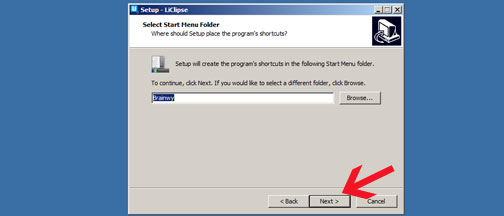 Setup - LiClipse
Select Start Menu Folder
Where should Setup place the program's shortcuts?
Setup will create the program's shortcuts in the following Start Menu folder.
To continue, click Next. If you would like to select a different folder, click Browse.
Brainwy
Browse...
< Back
Next >
Cancel